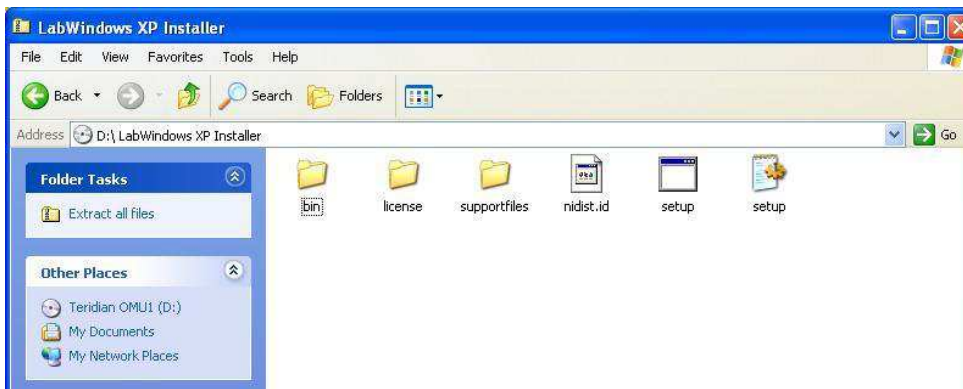 LabWindows XP Installer
File Edit View Favorites Tools Help
Back Search Folders
Address D:\ LabWindows XP Installer Go
Folder Tasks
Extract all files
Other Places
Teridian OMU1 (D:)
My Documents
My Network Places
bin license supportfiles nidist.id setup setup